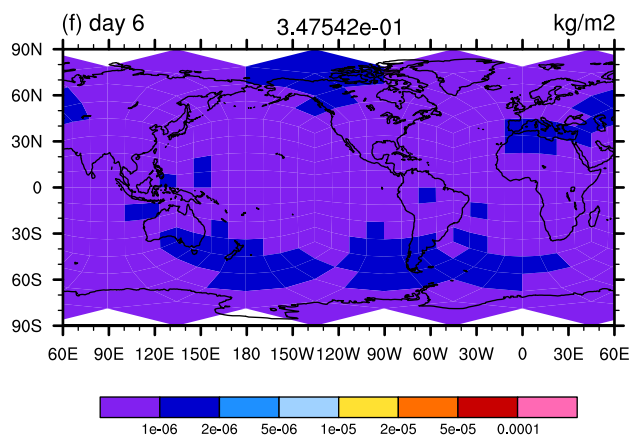 (f) day 6 3.47542e-01 kg/m2
90N
60N
30N
0
30S
60S
90S
60E 90E 120E 150E 180 150W 120W 90W 60W 30W 0 30E 60E
1e-06 2e-06 5e-06 1e-05 2e-05 5e-05 0.0001